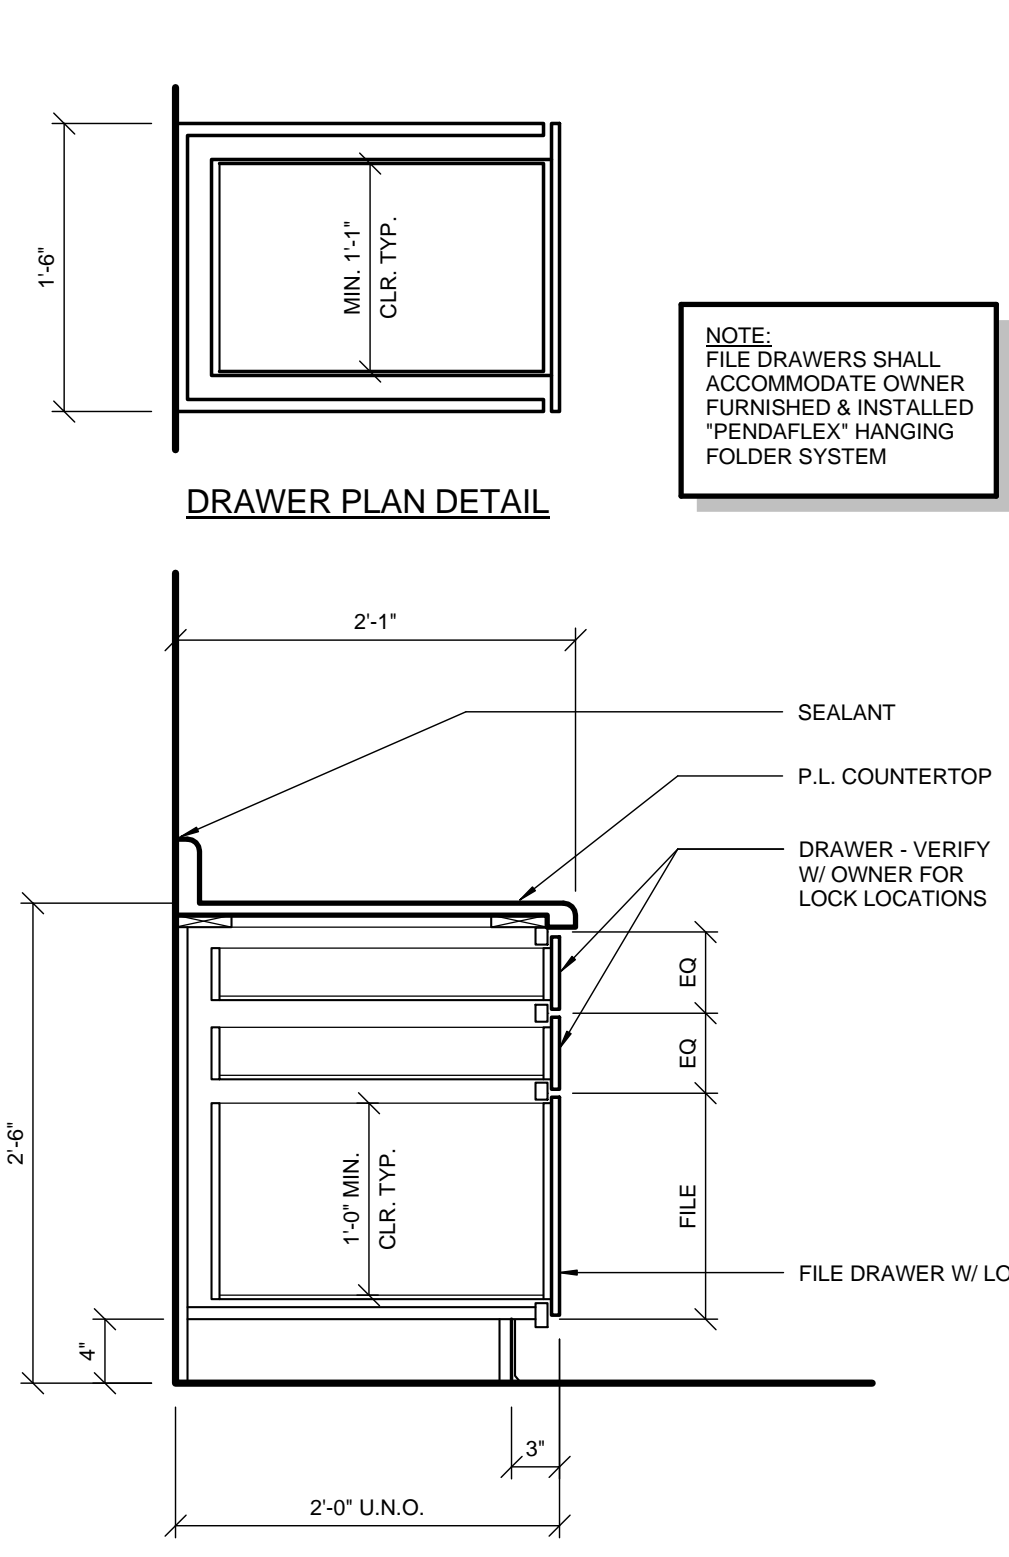 1'-6"
MIN. 1'-1"
CLR. TYP.
NOTE:
FILE DRAWERS SHALL
ACCOMMODATE OWNER
FURNISHED & INSTALLED
"PENDAFLEX" HANGING
FOLDER SYSTEM
DRAWER PLAN DETAIL
2'-1"
SEALANT
P.L. COUNTERTOP
DRAWER - VERIFY
W/ OWNER FOR
LOCK LOCATIONS
EQ
EQ
2'-6"
1'-0" MIN.
CLR. TYP.
FILE
FILE DRAWER W/ LO
4"
3"
2'-0" U.N.O.